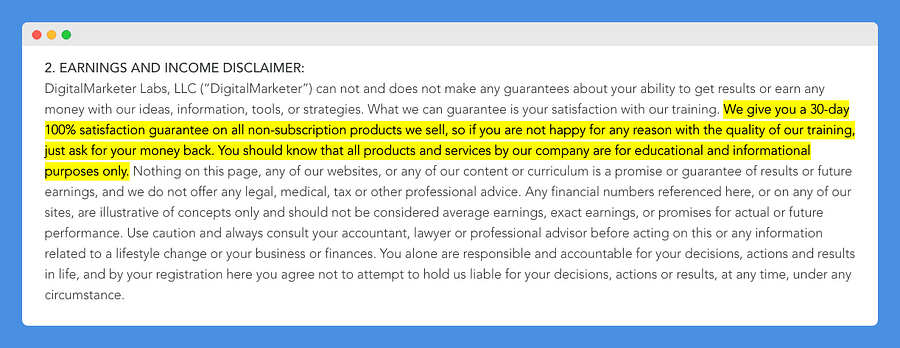 2. EARNINGS AND INCOME DISCLAIMER:
DigitalMarketer Labs, LLC (“DigitalMarketer”) can not and does not make any guarantees about your ability to get results or earn any
money with our ideas, information, tools, or strategies. What we can guarantee is your satisfaction with our training. We give you a 30-day
100% satisfaction guarantee on all non-subscription products we sell, so if you are not happy for any reason with the quality of our training,
just ask for your money back. You should know that all products and services by our company are for educational and informational
purposes only. Nothing on this page, any of our websites, or any of our content or curriculum is a promise or guarantee of results or future
earnings, and we do not offer any legal, medical, tax or other professional advice. Any financial numbers referenced here, or on any of our
sites, are illustrative of concepts only and should not be considered average earnings, exact earnings, or promises for actual or future
performance. Use caution and always consult your accountant, lawyer or professional advisor before acting on this or any information
related to a lifestyle change or your business or finances. You alone are responsible and accountable for your decisions, actions and results
in life, and by your registration here you agree not to attempt to hold us liable for your decisions, actions or results, at any time, under any
circumstance.